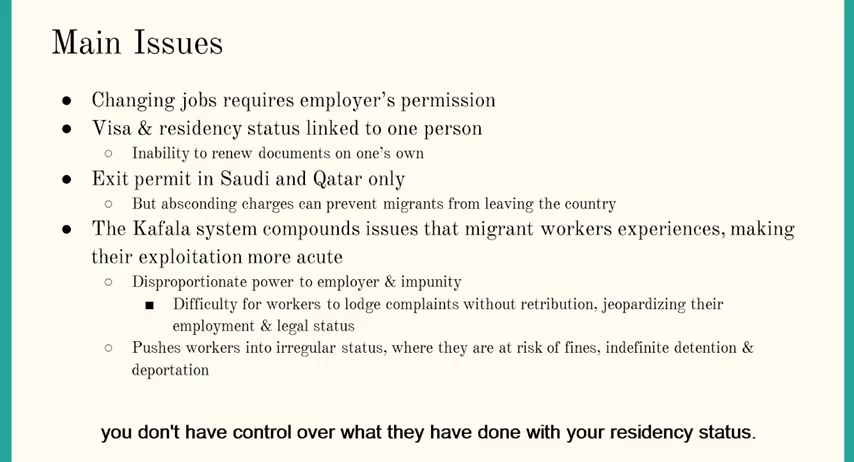 Main Issues
● Changing jobs requires employer's permission
● Visa & residency status linked to one person
○ Inability to renew documents on one's own
● Exit permit in Saudi and Qatar only
○ But absconding charges can prevent migrants from leaving the country
● The Kafala system compounds issues that migrant workers experiences, making
their exploitation more acute
○ Disproportionate power to employer & impunity
■ Difficulty for workers to lodge complaints without retribution, jeopardizing their
employment & legal status
○ Pushes workers into irregular status, where they are at risk of fines, indefinite detention &
deportation
you don't have control over what they have done with your residency status.